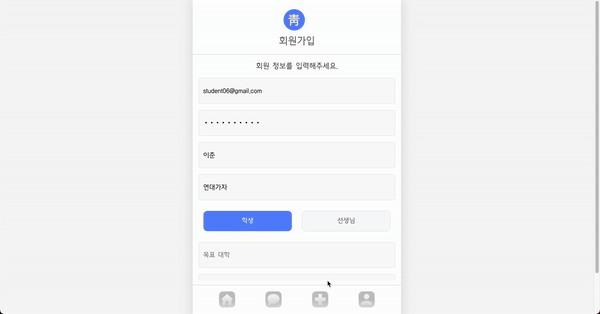 靑
회원가입
회원 정보를 입력해주세요.
student06@gmail.com
••••••••••
이준
연대가자
학생 선생님
목표 대학